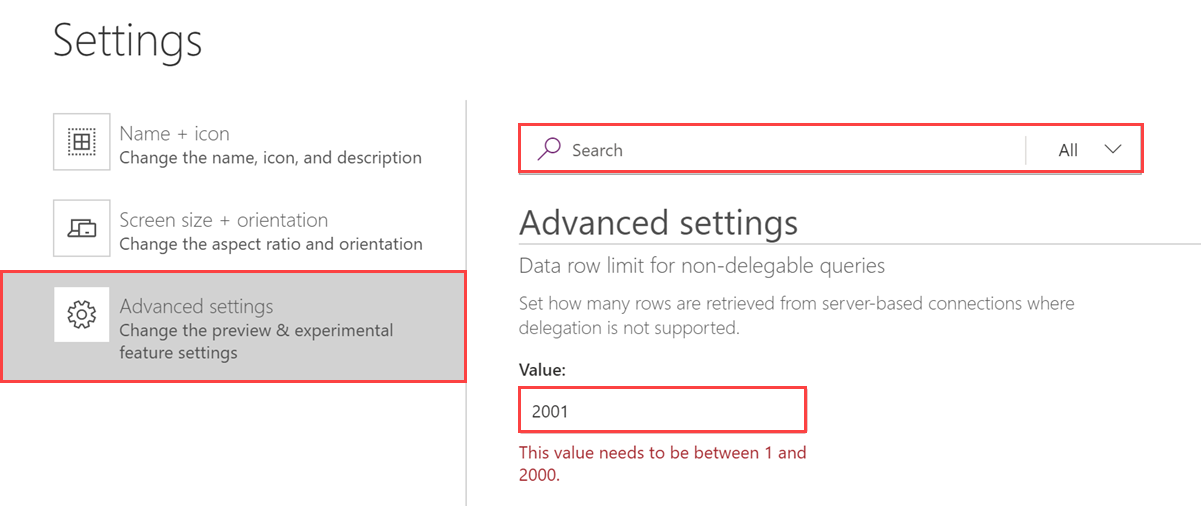 Settings
Name + icon
Change the name, icon, and description
Screen size + orientation
Change the aspect ratio and orientation
Advanced settings
Change the preview & experimental
feature settings
Search
All
Advanced settings
Data row limit for non-delegable queries
Set how many rows are retrieved from server-based connections where
delegation is not supported.
Value:
2001
This value needs to be between 1 and
2000.